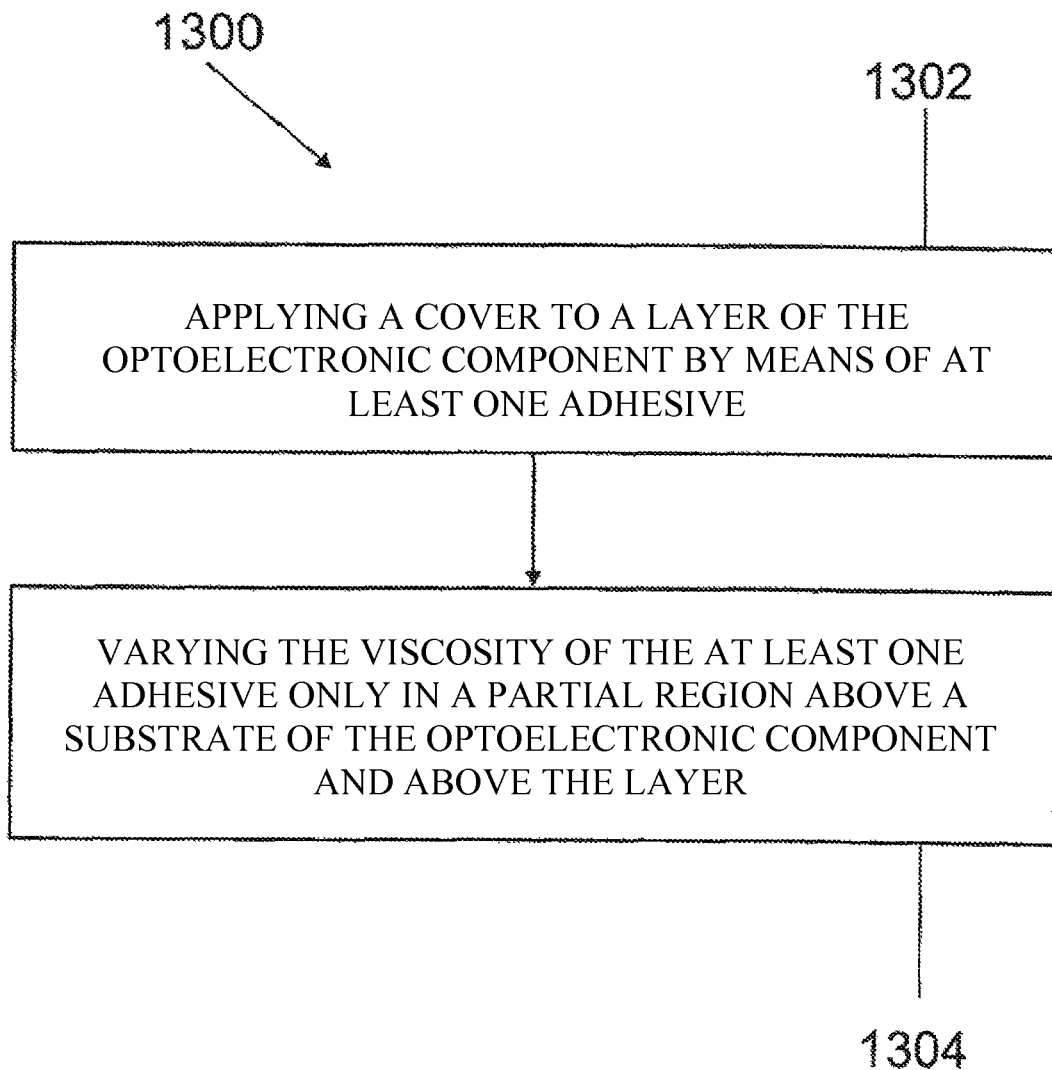 1300
1302
APPLYING A COVER TO A LAYER OF THE
OPTOELECTRONIC COMPONENT BY MEANS OF AT
LEAST ONE ADHESIVE
VARYING THE VISCOSITY OF THE AT LEAST ONE
ADHESIVE ONLY IN A PARTIAL REGION ABOVE A
SUBSTRATE OF THE OPTOELECTRONIC COMPONENT
AND ABOVE THE LAYER
1304